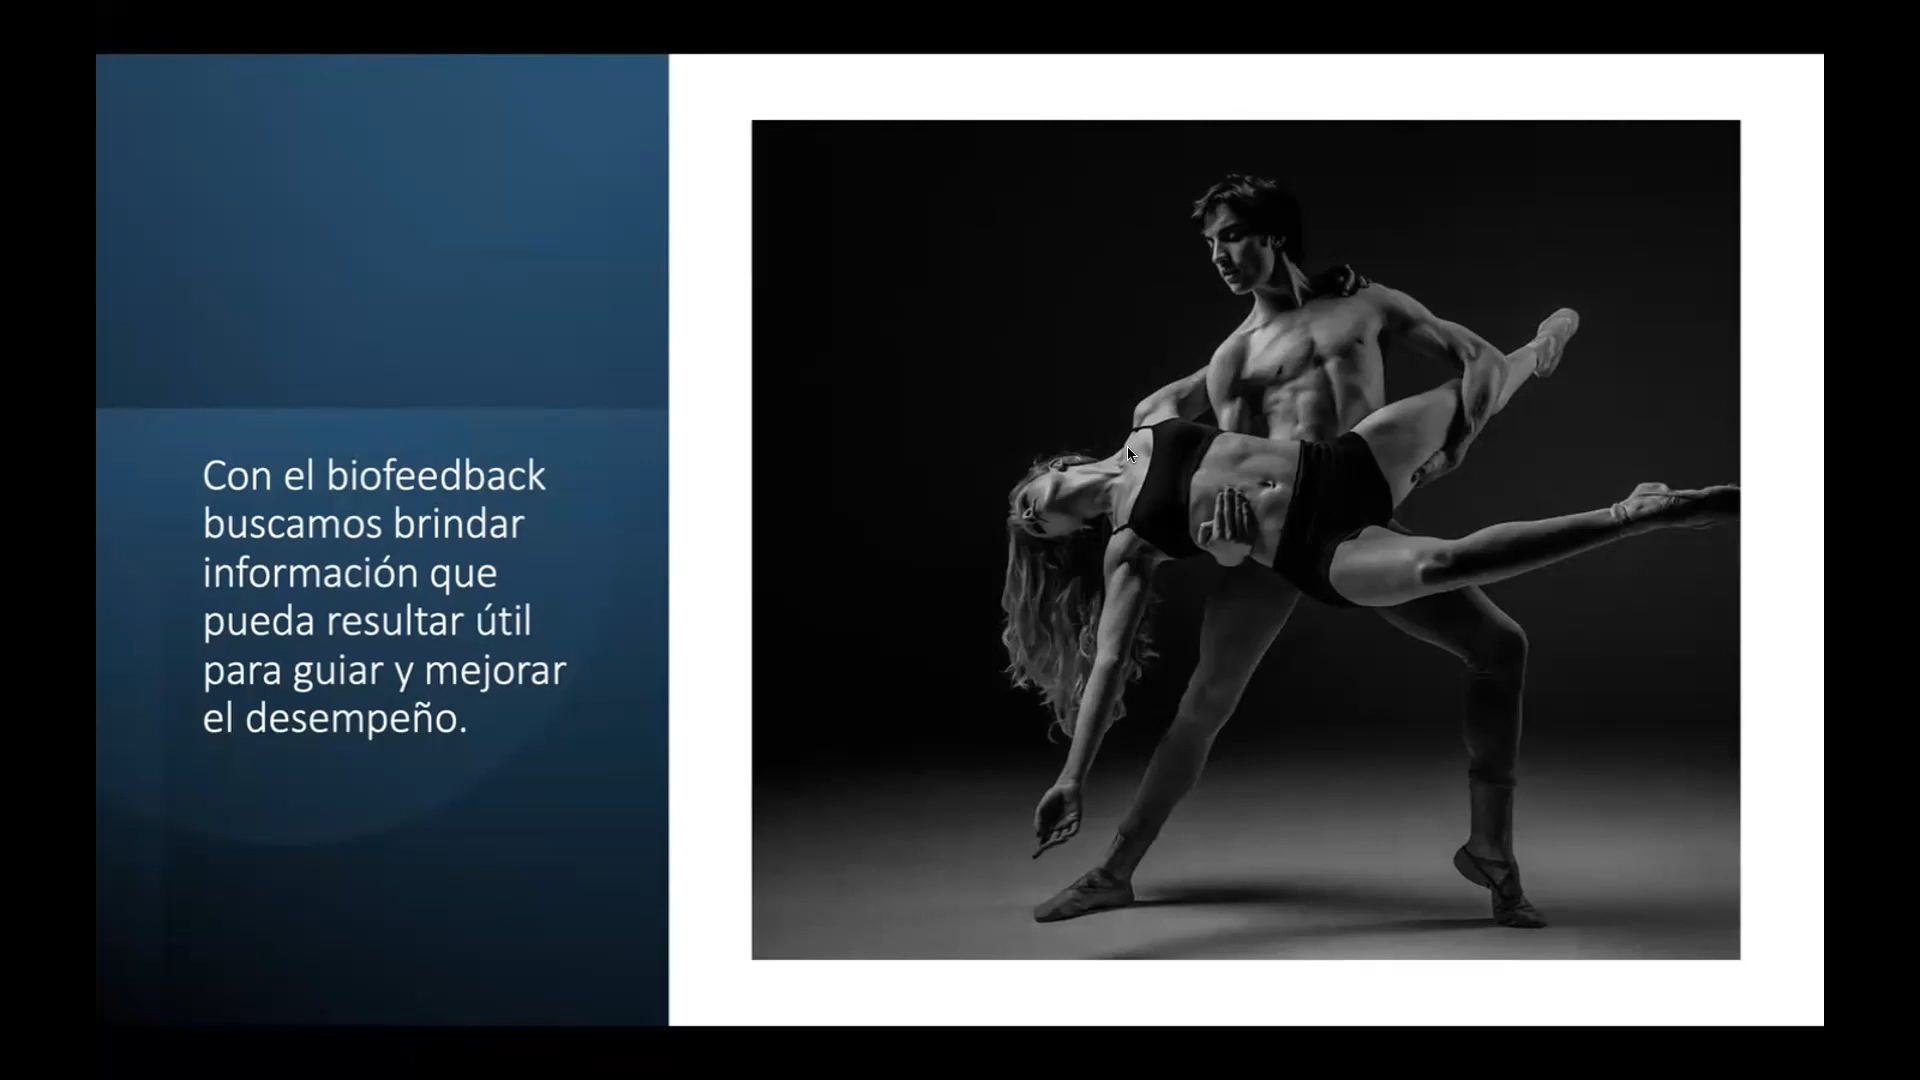 Con el biofeedback
buscamos brindar
información que
pueda resultar útil
para guiar y mejorar
el desempeño.